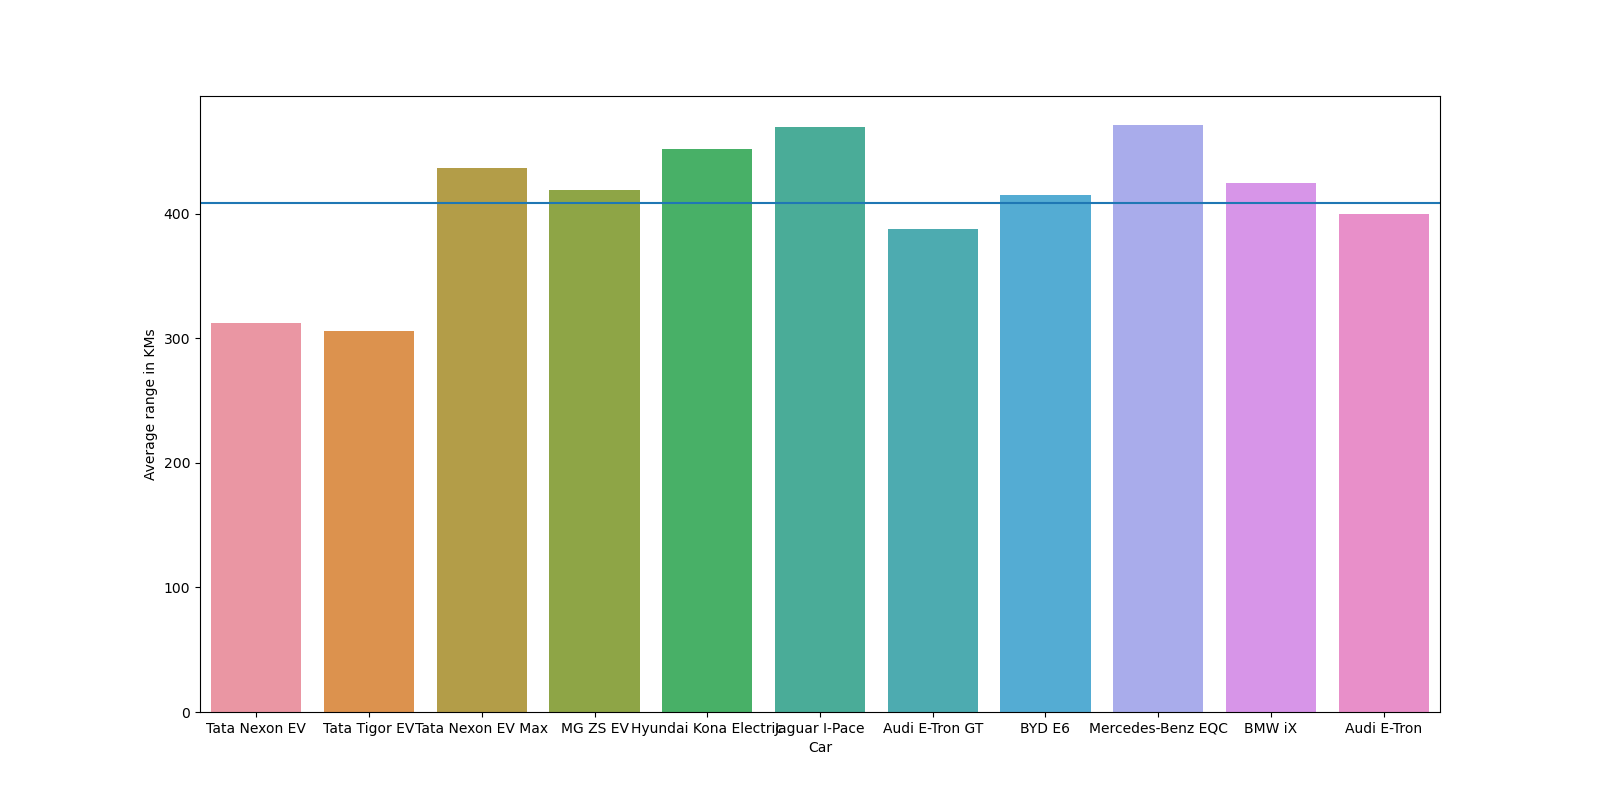 Average range in KMs
400
300
200
100
0
Tata Nexon EV Tata Tigor EV Tata Nexon EV Max MG ZS EV Hyundai Kona Electric Jaguar I-Pace Audi E-Tron GT BYD E6 Mercedes-Benz EQC BMW iX Audi E-Tron
Car